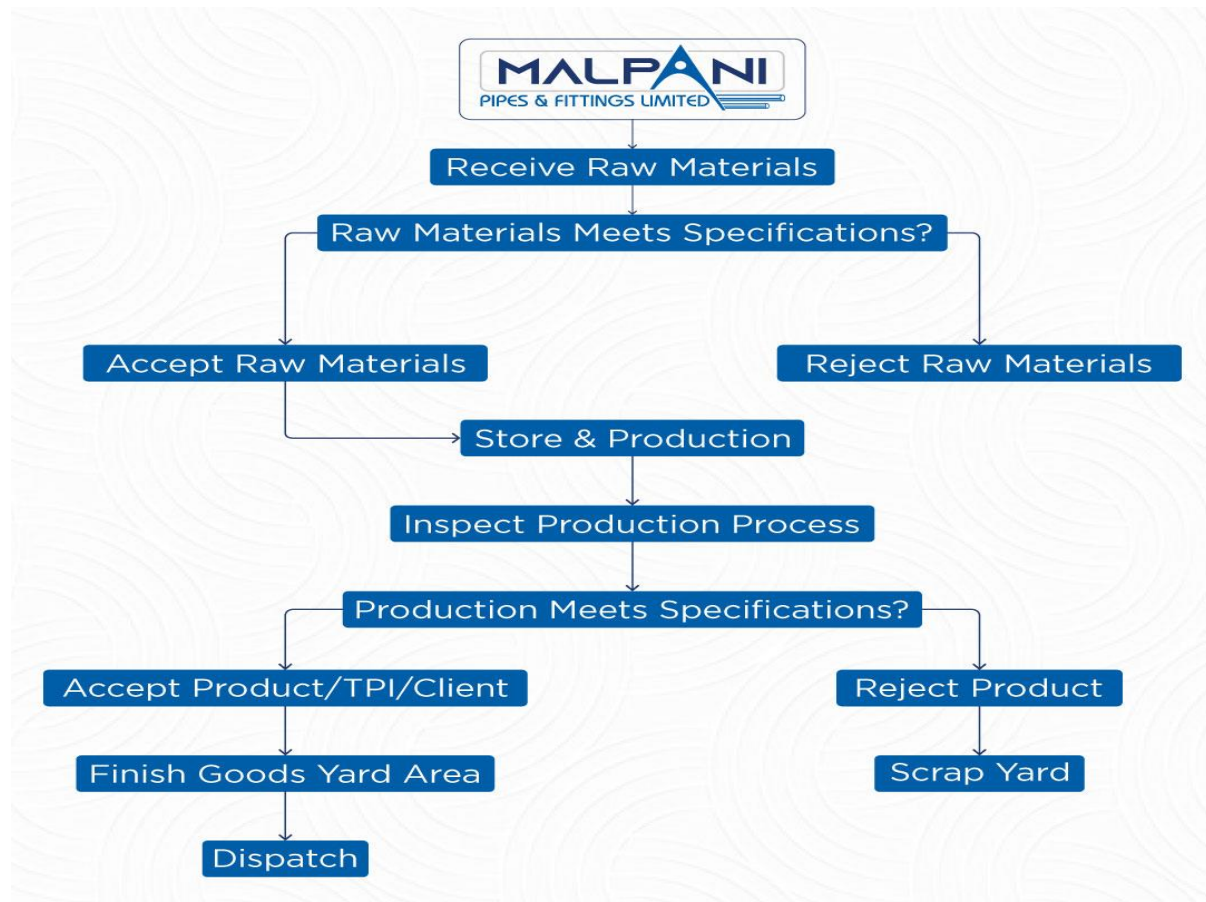 MALPANI
PIPES & FITTINGS LIMITED
Receive Raw Materials
Raw Materials Meets Specifications?
Accept Raw Materials
Reject Raw Materials
Store & Production
Inspect Production Process
Production Meets Specifications?
Accept Product/TPI/Client
Reject Product
Finish Goods Yard Area
Scrap Yard
Dispatch